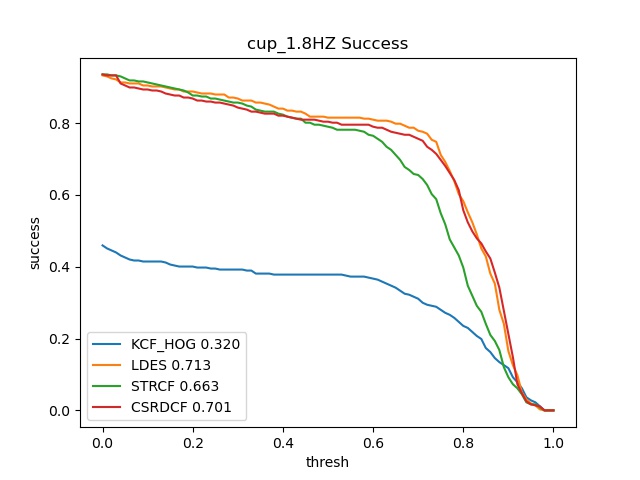 cup_1.8HZ Success
success
0.8
0.6
0.4
0.2
0.0
KCF_HOG 0.320
LDES 0.713
STRCF 0.663
CSRDCF 0.701
0.0 0.2 0.4 0.6 0.8 1.0
thresh